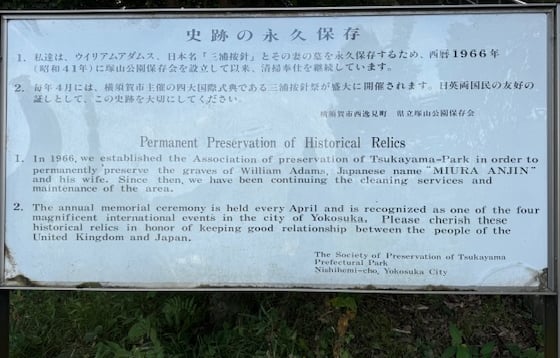 史跡の永久保存
1. 私達は、ウイリアムアダムス、日本名「三浦按針」とその妻の墓を永久保存するため、西暦1966年
(昭和41年)に塚山公園保存会を設立して以来、清掃奉仕を継続しています。
2. 毎年4月には、横須賀市主催の四大国際式典である三浦按針祭が盛大に開催されます。日英両国民の友好の
証しとして、この史跡を大切にしてください。
横須賀市西逸見町 県立塚山公園保存会
Permanent Preservation of Historical Relics
1. In 1966, we established the Association of preservation of Tsukayama-Park in order to
permanently preserve the graves of William Adams, Japanese name "MIURA ANJIN"
and his wife. Since then, we have been continuing the cleaning services and
maintenance of the area.
2. The annual memorial ceremony is held every April and is recognized as one of the four
magnificent international events in the city of Yokosuka. Please cherish these
historical relics in honor of keeping good relationship between the people of the
United Kingdom and Japan.
The Society of Preservation of Tsukayama
Prefectural Park
Nishihemi-cho, Yokosuka City